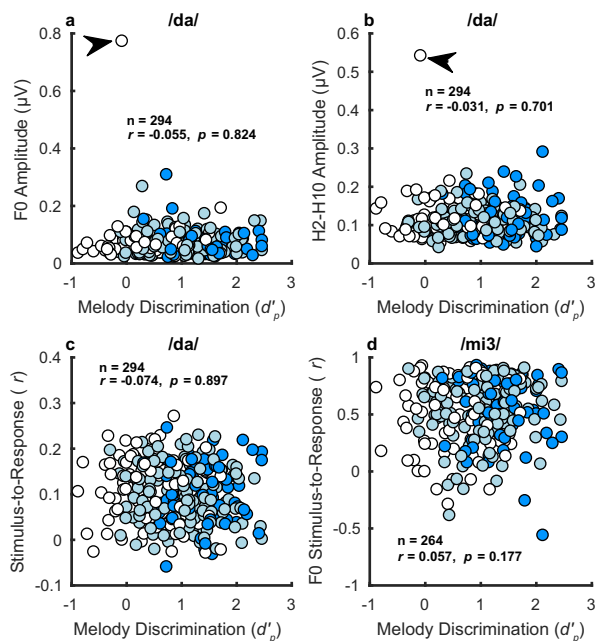 a
/da/
F0 Amplitude (µV)
0.8
0.6
0.4
0.2
0
n = 294
r = -0.055, p = 0.824
-1
0
1
2
3
Melody Discrimination (d′p)
b
/da/
H2-H10 Amplitude (µV)
0.6
0.5
0.4
0.3
0.2
0.1
0
n = 294
r = -0.031, p = 0.701
-1
0
1
2
3
Melody Discrimination (d′p)
c
/da/
Stimulus-to-Response ( r)
0.4
0.3
0.2
0.1
0
-0.1
n = 294
r = -0.074, p = 0.897
-1
0
1
2
3
Melody Discrimination (d′p)
d
/mi3/
F0 Stimulus-to-Response ( r)
1
0.5
0
-0.5
-1
n = 264
r = 0.057, p = 0.177
-1
0
1
2
3
Melody Discrimination (d′p)